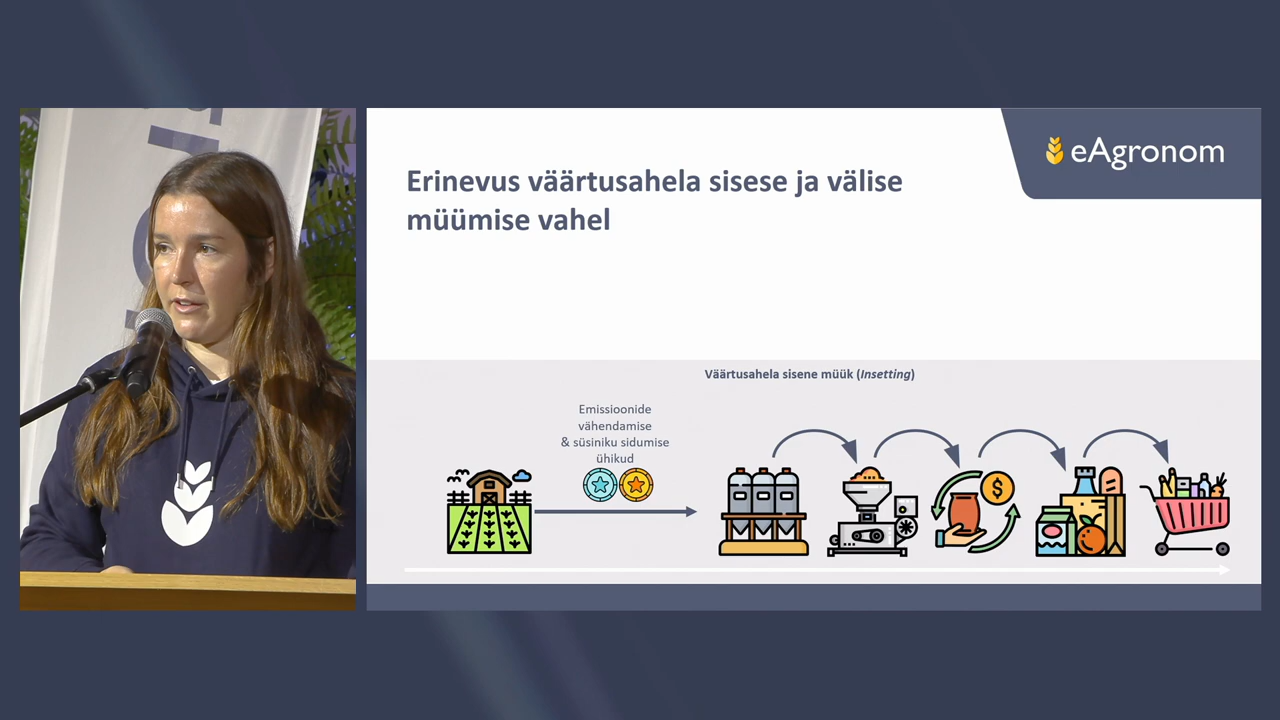 eAgronom
Erinevus väärtusahela sisese ja välise
müümise vahel
Väärtusahela sisene müük (Insetting)
Emissioonide
vähendamise
& süsiniku sidumise
ühikud